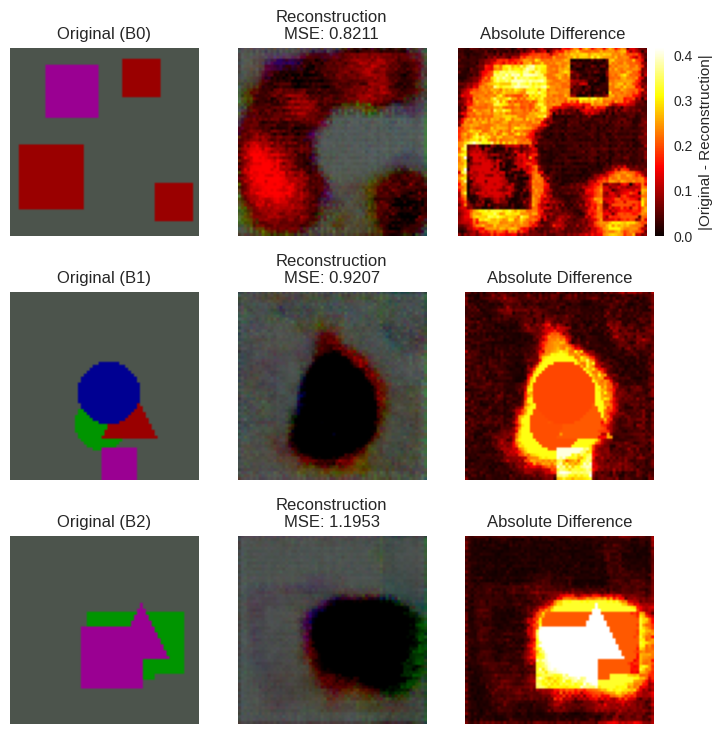 Original (B0)
Reconstruction
MSE: 0.8211
Absolute Difference
0.4
0.3
0.2
0.1
0.0
|Original - Reconstruction|
Original (B1)
Reconstruction
MSE: 0.9207
Absolute Difference
Original (B2)
Reconstruction
MSE: 1.1953
Absolute Difference